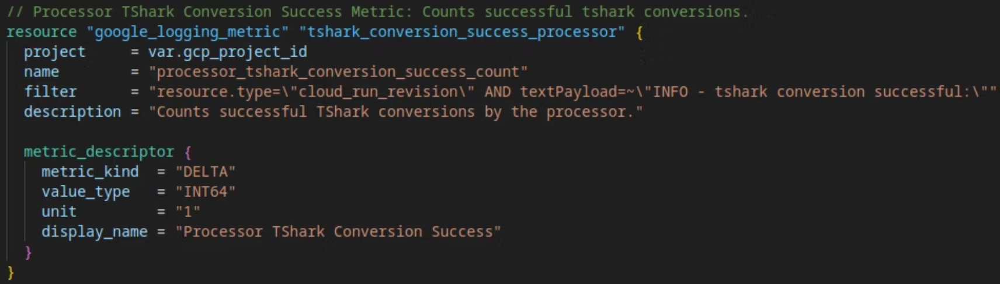 // Processor TShark Conversion Success Metric: Counts successful tshark conversions.
resource "google_logging_metric" "tshark_conversion_success_processor" {
  project     = var.gcp_project_id
  name        = "processor_tshark_conversion_success_count"
  filter      = "resource.type=\"cloud_run_revision\" AND textPayload=~\"INFO - tshark conversion successful:\""
  description = "Counts successful TShark conversions by the processor."
  metric_descriptor {
    metric_kind  = "DELTA"
    value_type   = "INT64"
    unit         = "1"
    display_name = "Processor TShark Conversion Success"
  }
}